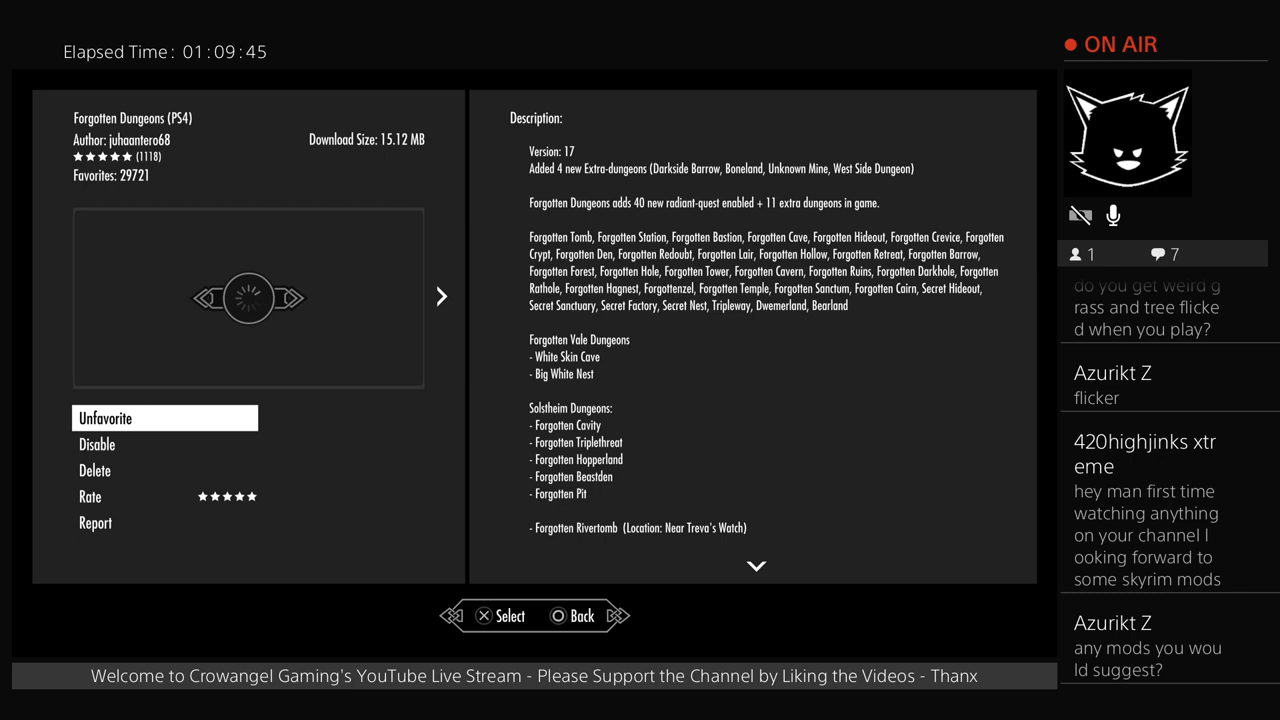 Elapsed Time: 01:09:45
Forgotten Dungeons (PS4)
Author: juhaantero68
Download Size: 15.12 MB
(1118)
Favorites: 29721
Unfavorite
Disable
Delete
Rate
Report
Description:
Version: 17
Added 4 new Extra-dungeons (Darkside Barrow, Boneland, Unknown Mine, West Side Dungeon)
Forgotten Dungeons adds 40 new radiant-quest enabled + 11 extra dungeons in game.
Forgotten Tomb, Forgotten Station, Forgotten Bastion, Forgotten Cave, Forgotten Hideout, Forgotten Crevice, Forgotten
Crypt, Forgotten Den, Forgotten Redoubt, Forgotten Lair, Forgotten Hollow, Forgotten Retreat, Forgotten Barrow,
Forgotten Forest, Forgotten Hole, Forgotten Tower, Forgotten Cavern, Forgotten Ruins, Forgotten Darkhole, Forgotten
Rathole, Forgotten Hagnest, Forgottenzel, Forgotten Temple, Forgotten Sanctum, Forgotten Cairn, Secret Hideout,
Secret Sanctuary, Secret Factory, Secret Nest, Tripleway, Dwemerland, Bearland
Forgotten Vale Dungeons
- White Skin Cave
- Big White Nest
Solstheim Dungeons:
- Forgotten Cavity
- Forgotten Triplethreat
- Forgotten Hopperland
- Forgotten Beastden
- Forgotten Pit
- Forgotten Rivertomb (Location: Near Treva's Watch)
Select
Back
Welcome to Crowangel Gaming's YouTube Live Stream - Please Support the Channel by Liking the Videos - Thanx
ON AIR
1
7
do you get weird g
rass and tree flicke
d when you play?
Azurikt Z
flicker
420highjinks xtr
eme
hey man first time
watching anything
on your channel l
ooking forward to
some skyrim mods
Azurikt Z
any mods you wou
ld suggest?